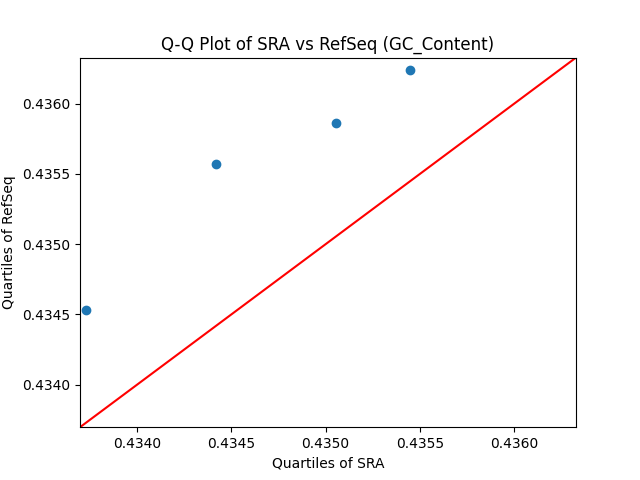 Q-Q Plot of SRA vs RefSeq (GC_Content)
Quartiles of RefSeq
0.4360
0.4355
0.4350
0.4345
0.4340
0.4340 0.4345 0.4350 0.4355 0.4360
Quartiles of SRA